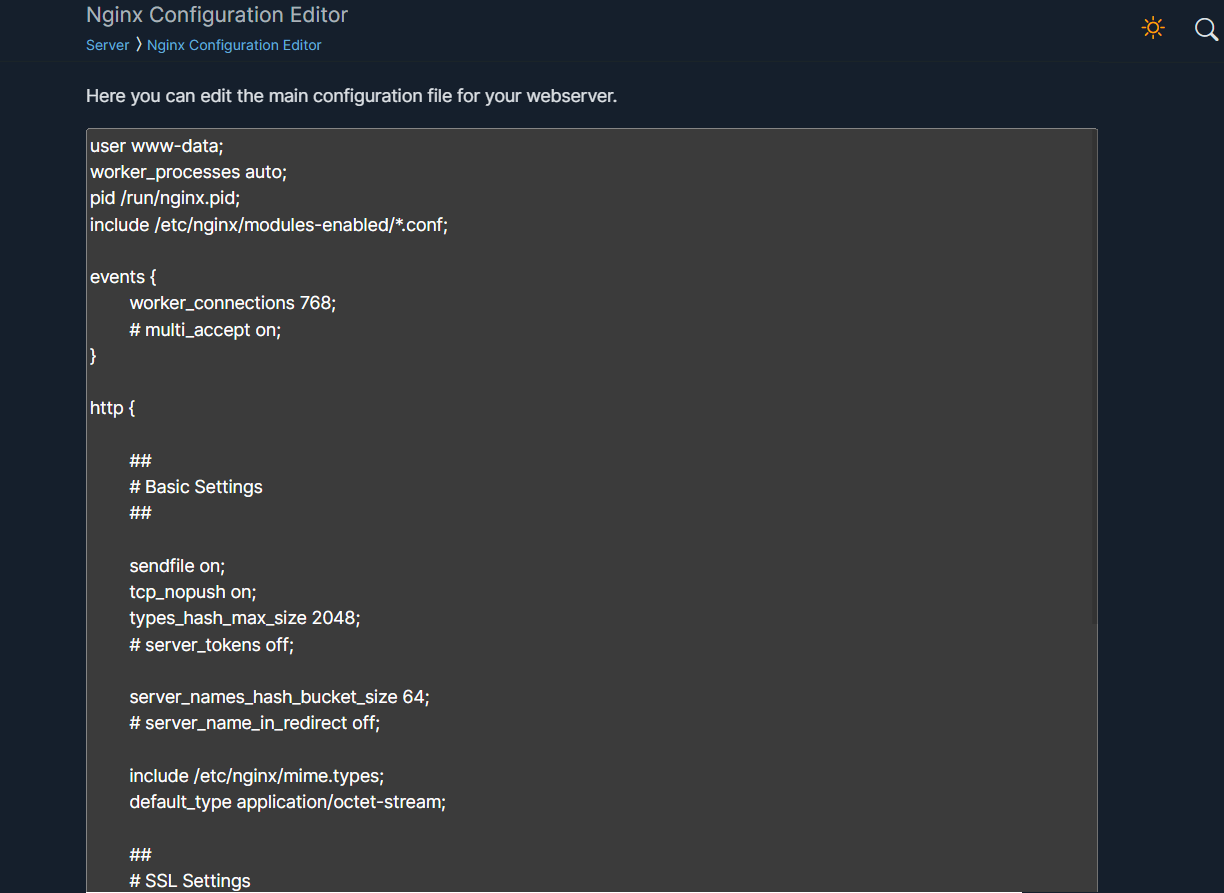 Nginx Configuration Editor
Server 〉 Nginx Configuration Editor
Here you can edit the main configuration file for your webserver.
user www-data;
worker_processes auto;
pid /run/nginx.pid;
include /etc/nginx/modules-enabled/*.conf;
events {
worker_connections 768;
# multi_accept on;
}
http {
##
# Basic Settings
##
sendfile on;
tcp_nopush on;
types_hash_max_size 2048;
# server_tokens off;
server_names_hash_bucket_size 64;
# server_name_in_redirect off;
include /etc/nginx/mime.types;
default_type application/octet-stream;
##
# SSL Settings